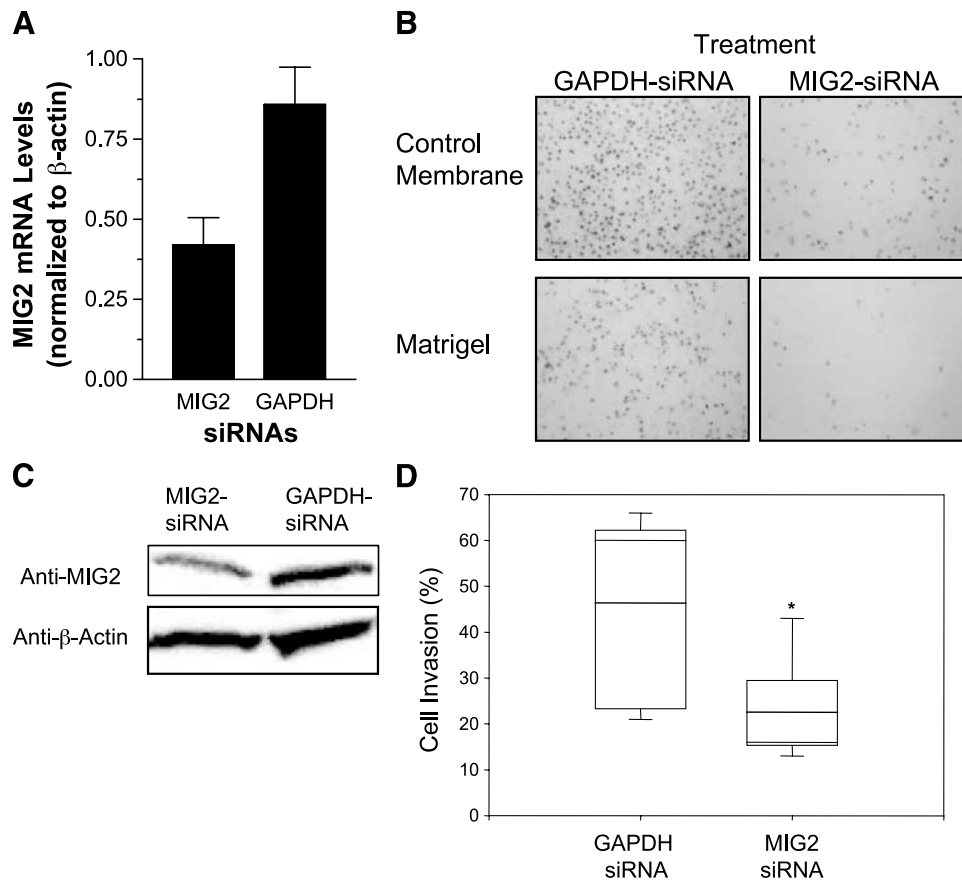 A
MIG2 mRNA Levels
(normalized to β-actin)
1.00
0.75
0.50
0.25
0.00
MIG2 GAPDH
siRNAs
B
Treatment
GAPDH-siRNA MIG2-siRNA
Control
Membrane
Matrigel
C
MIG2-
siRNA
GAPDH-
siRNA
Anti-MIG2
Anti-β-Actin
D
Cell Invasion (%)
70
60
50
40
30
20
10
0
*
GAPDH
siRNA
MIG2
siRNA